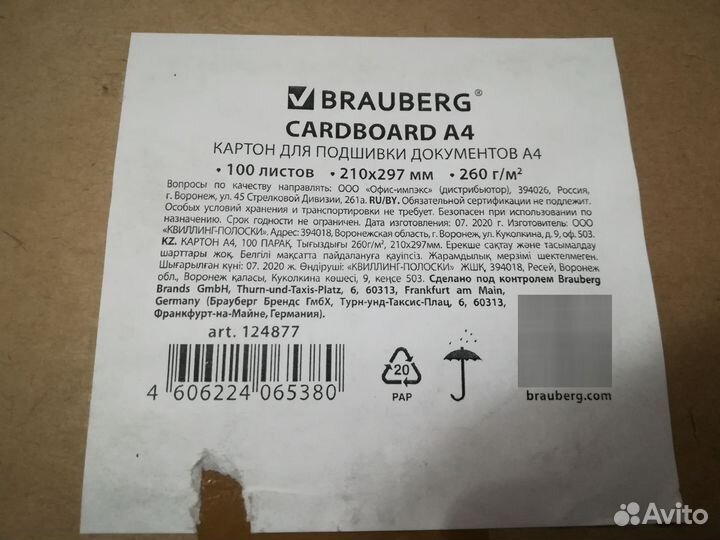 BRAUBERG®
CARDBOARD A4
КАРТОН ДЛЯ ПОДШИВКИ ДОКУМЕНТОВ А4
• 100 листов • 210x297 мм • 260 г/м²
Вопросы по качеству направлять: ООО «Офис-импэкс» (дистрибьютор), 394026, Россия,
г. Воронеж, ул. 45 Стрелковой Дивизии, 261а. RU/BY. Обязательной сертификации не подлежит.
Особых условий хранения и транспортировки не требует. Безопасен при использовании по
назначению. Срок годности не ограничен. Дата изготовления: 07. 2020 г. Изготовитель: ООО
«КВИЛЛИНГ-ПОЛОСКИ». Адрес: 394018, Воронежская область, г. Воронеж, ул. Куколкина, д. 9, оф. 503.
KZ. КАРТОН А4, 100 ПАРАҚ. Тығыздығы 260г/м², 210x297мм. Ерекше сақтау және тасымалдау
шарттары жоқ. Белгілі мақсатта пайдалануға қауіпсіз. Жарамдылық мерзімі шектелмеген.
Шығарылған күні: 07. 2020 ж. Өндіруші: «КВИЛЛИНГ-ПОЛОСКИ» ЖШҚ, 394018, Ресей, Воронеж
обл., Воронеж қаласы, Куколкина көшесі, 9, кеңсе 503. Сделано под контролем Brauberg
Brands GmbH, Thurn-und-Taxis-Platz, 6, 60313, Frankfurt am Main,
Germany (Брауберг Брендс ГмбХ, Турн-унд-Таксис-Плац, 6, 60313,
Франкфурт-на-Майне, Германия).
art. 124877
4 606224 065380
20
PAP
brauberg.com
Avito